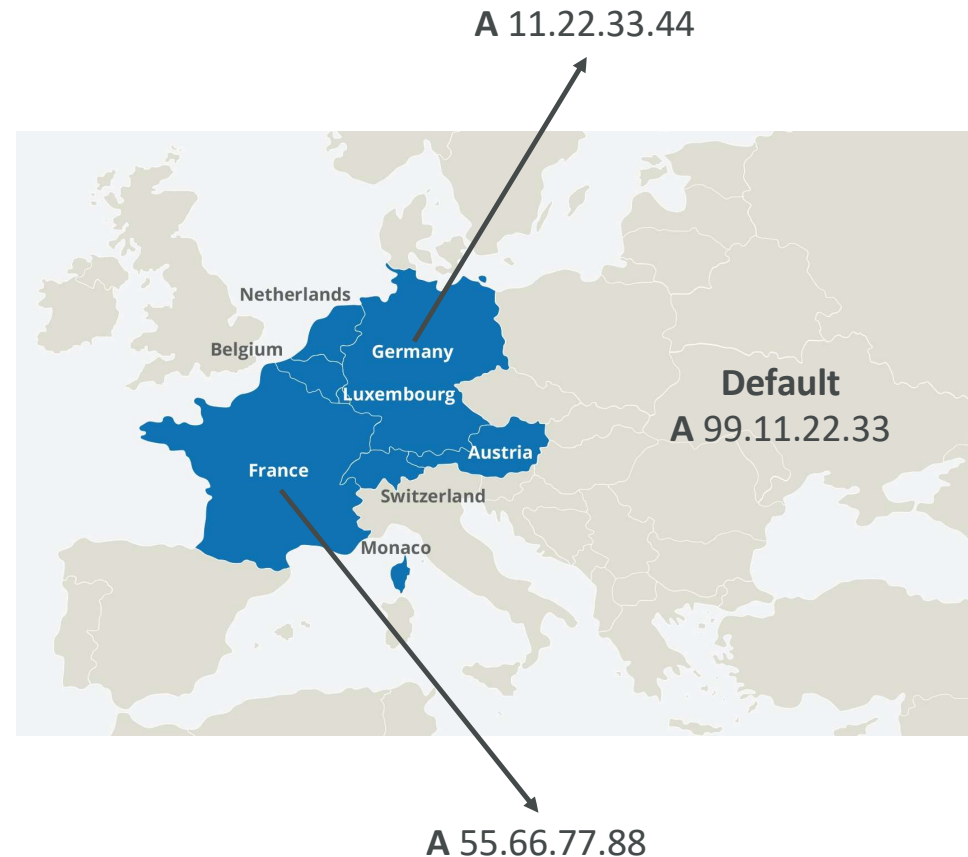 A 11.22.33.44
Netherlands
Belgium
Germany
Luxembourg
Default
A 99.11.22.33
Austria
France
Switzerland
Monaco
A 55.66.77.88